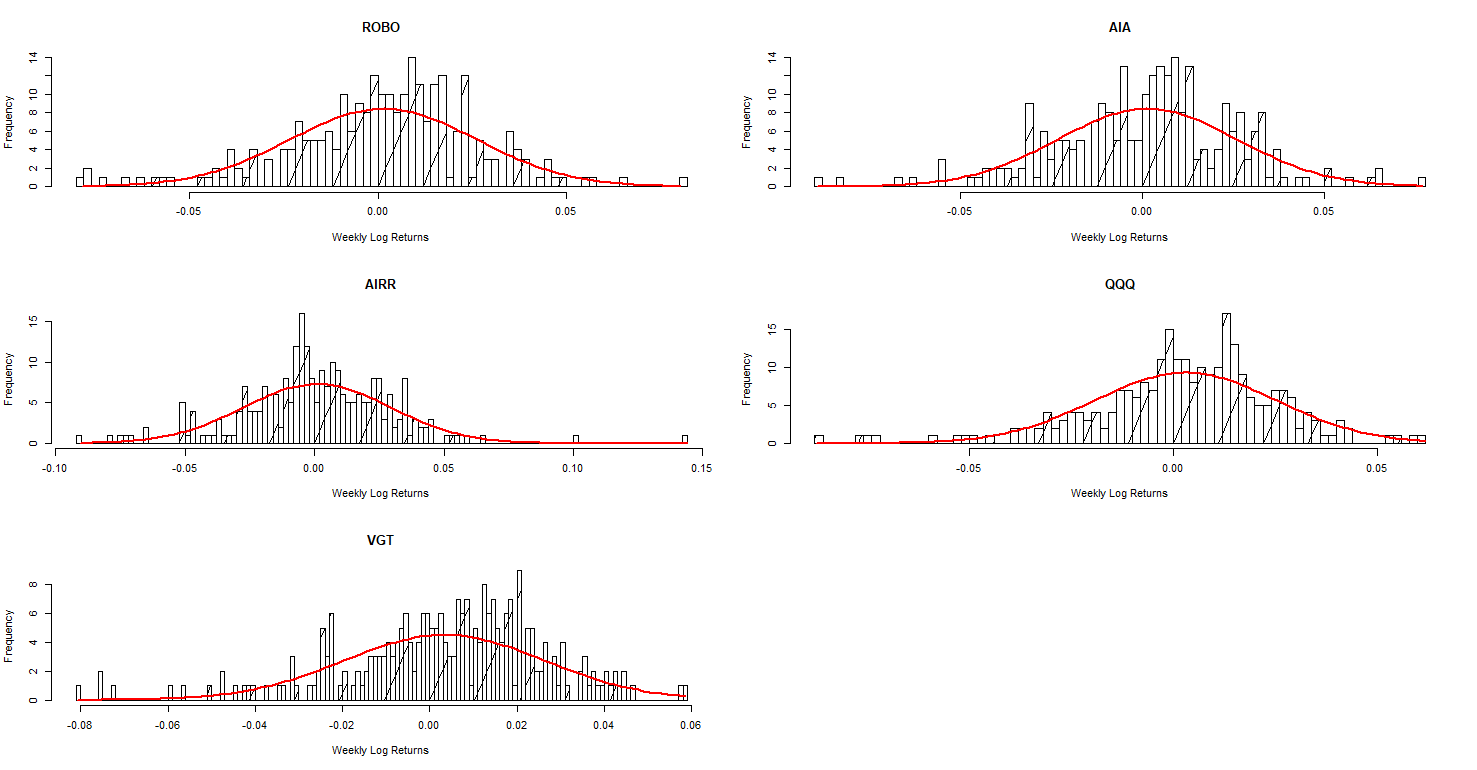 ROBO
Frequency
0 2 4 6 8 10 14
-0.05 0.00 0.05
Weekly Log Returns
AIA
Frequency
0 2 4 6 8 10 14
-0.05 0.00 0.05
Weekly Log Returns
AIRR
Frequency
0 5 10 15
-0.10 -0.05 0.00 0.05 0.10 0.15
Weekly Log Returns
QQQ
Frequency
0 5 10 15
-0.05 0.00 0.05
Weekly Log Returns
VGT
Frequency
0 2 4 6 8
-0.08 -0.06 -0.04 -0.02 0.00 0.02 0.04 0.06
Weekly Log Returns